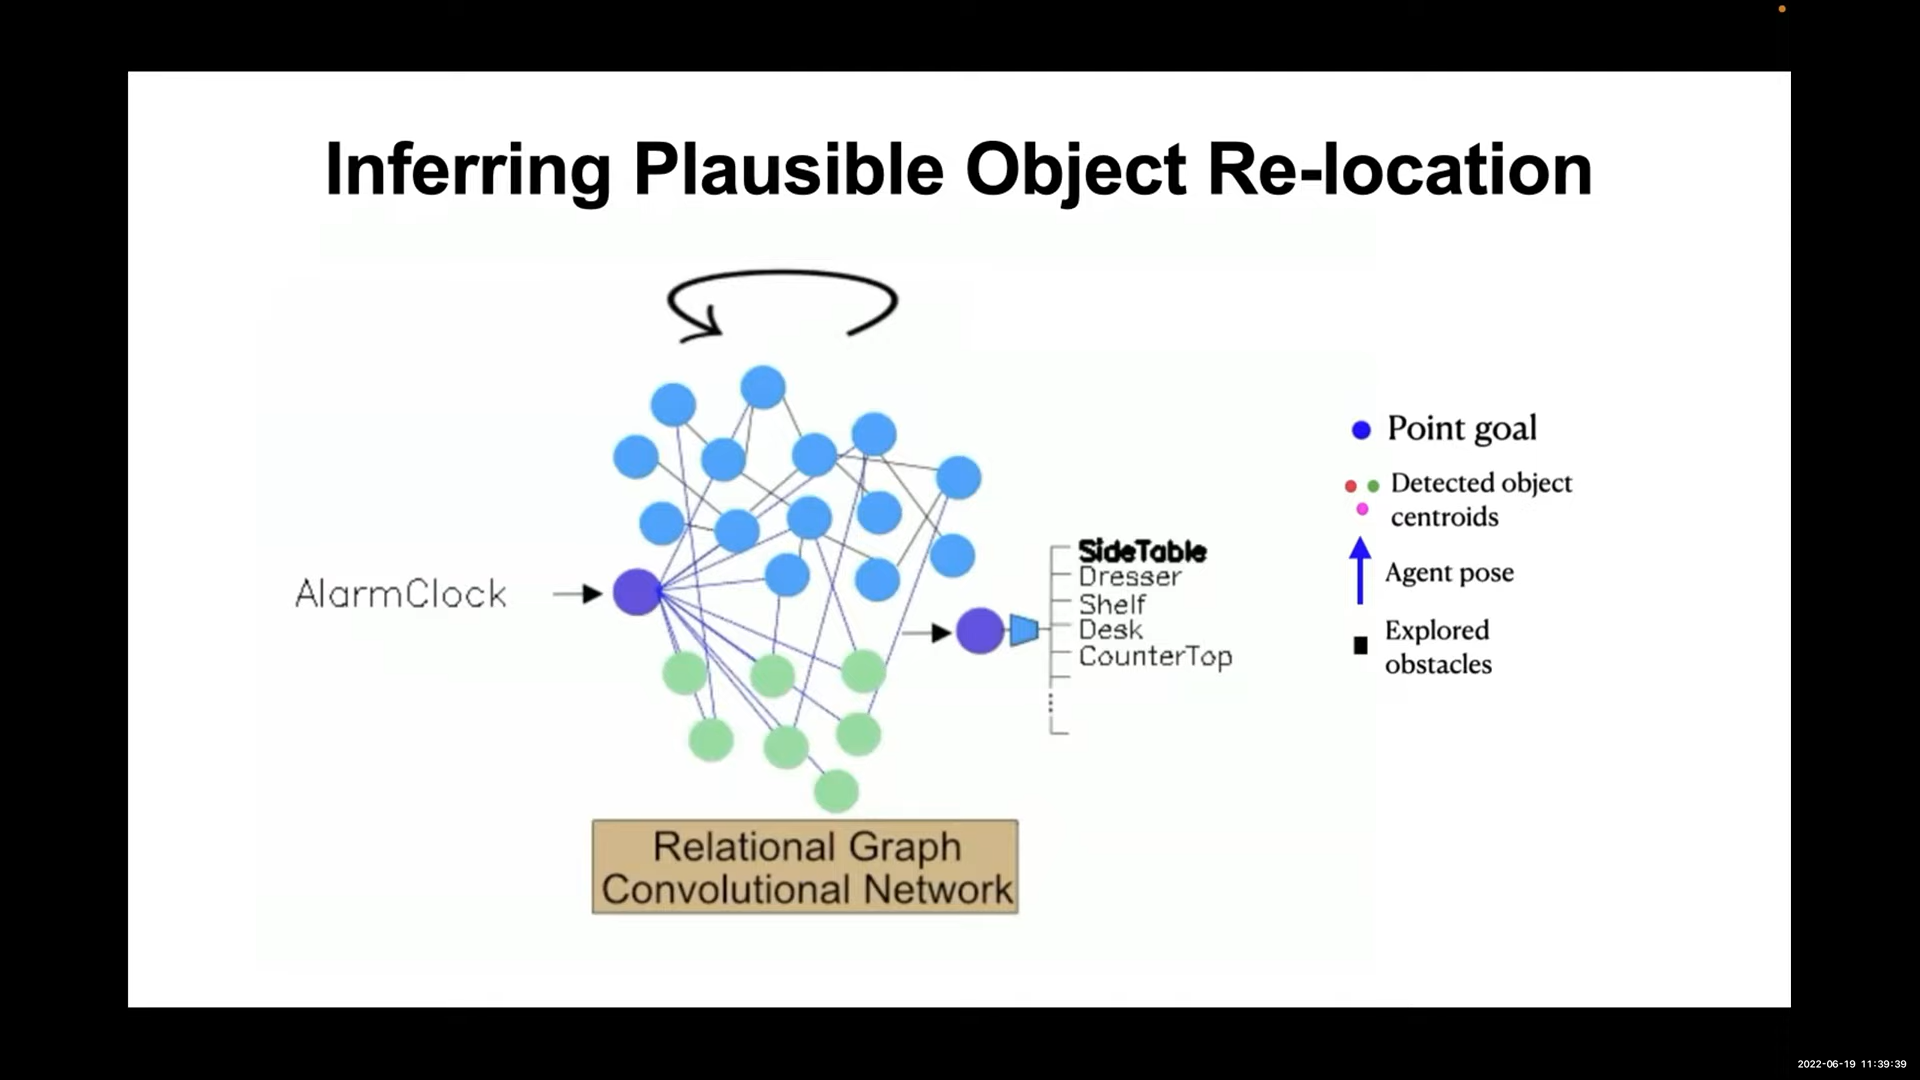 Inferring Plausible Object Re-location
AlarmClock
SideTable
Dresser
Shelf
Desk
CounterTop
Relational Graph
Convolutional Network
Point goal
Detected object
centroids
Agent pose
Explored
obstacles
2022-06-19 11:39:39